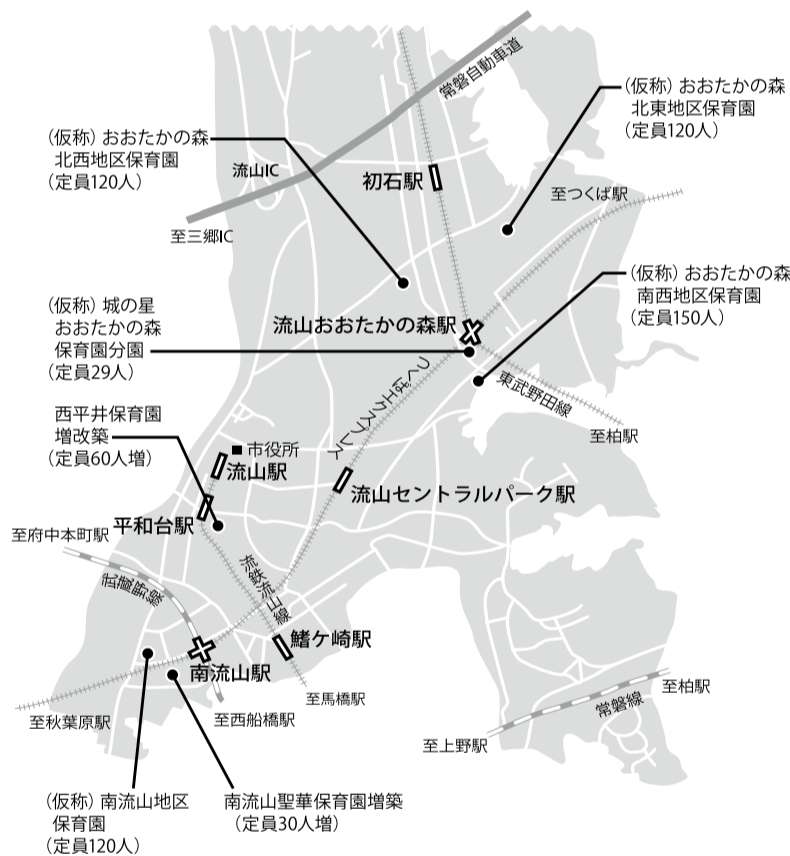 常磐自動車道
(仮称) おおたかの森
北東地区保育園
(定員120人)
(仮称) おおたかの森
北西地区保育園
(定員120人)
流山IC
初石駅
至つくば駅
至三郷IC
(仮称) おおたかの森
南西地区保育園
(定員150人)
(仮称) 城の星
おおたかの森
保育園分園
(定員29人)
流山おおたかの森駅
つくばエクスプレス
東武野田線
至柏駅
西平井保育園
増改築
(定員60人増)
市役所
流山駅
流山セントラルパーク駅
平和台駅
至府中本町駅
武蔵野線
流鉄流山線
鰭ケ崎駅
南流山駅
至馬橋駅
至秋葉原駅
至西船橋駅
至柏駅
常磐線
至上野駅
(仮称) 南流山地区
保育園
(定員120人)
南流山聖華保育園増築
(定員30人増)